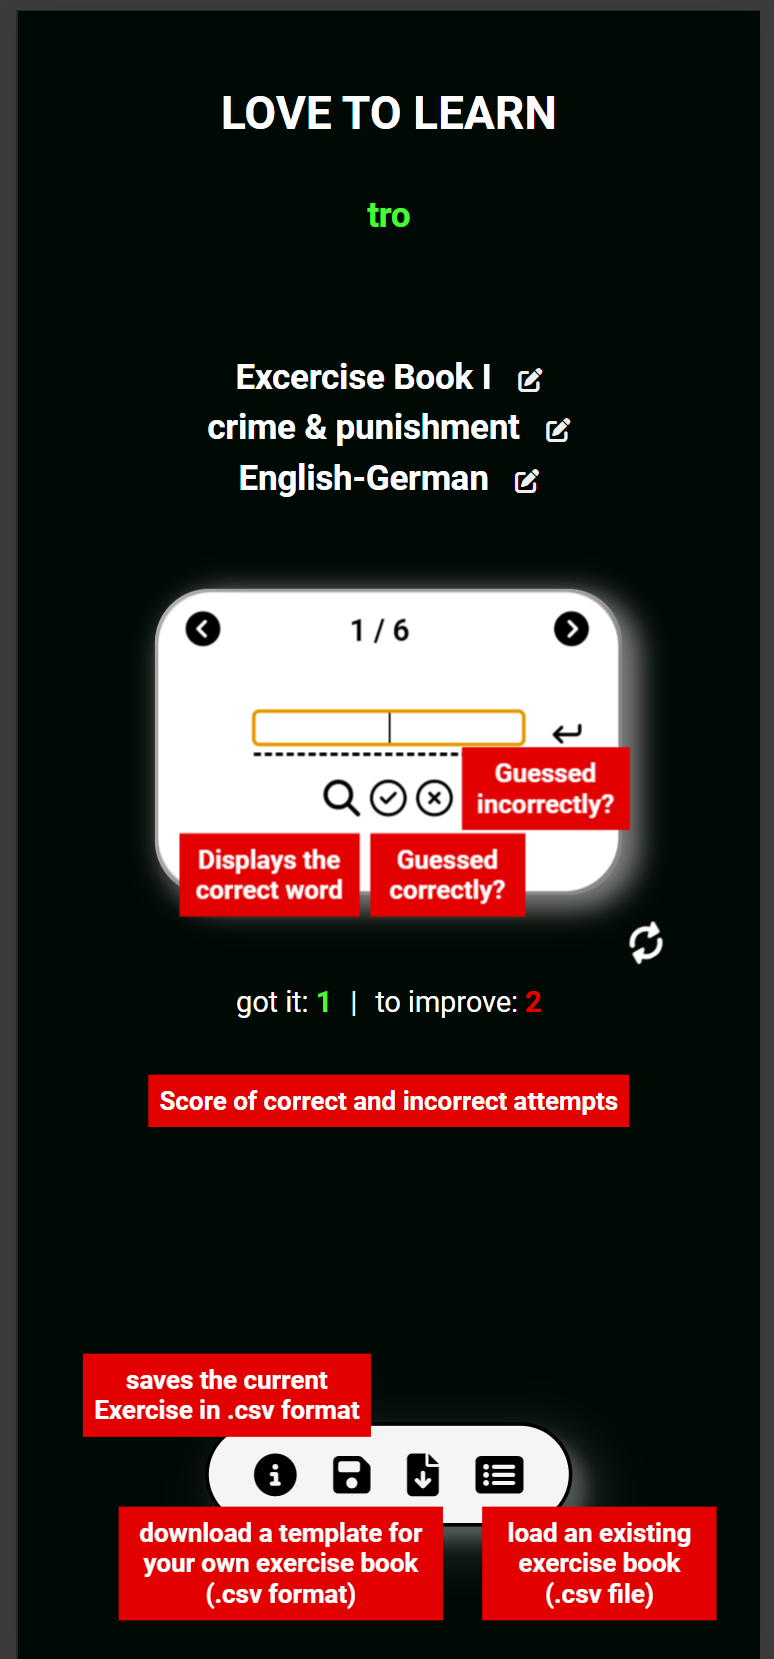 LOVE TO LEARN
tro
Excercise Book I
crime & punishment
English-German
1 / 6
Guessed
incorrectly?
Displays the
correct word
Guessed
correctly?
got it: 1 | to improve: 2
Score of correct and incorrect attempts
saves the current
Exercise in .csv format
download a template for
your own exercise book
(.csv format)
load an existing
exercise book
(.csv file)